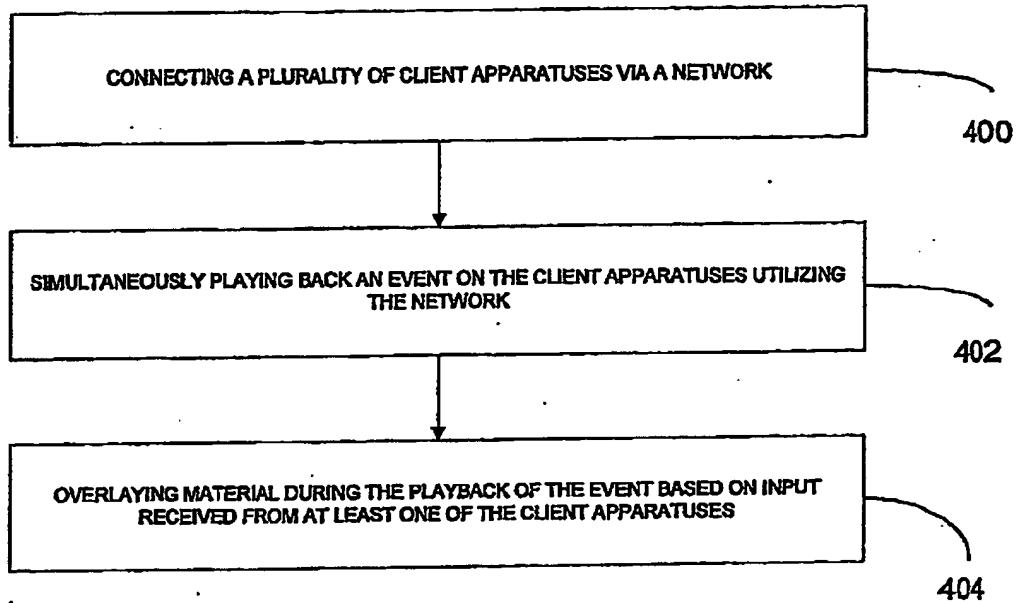 CONNECTING A PLURALITY OF CLIENT APPARATUSES VIA A NETWORK
400
SIMULTANEOUSLY PLAYING BACK AN EVENT ON THE CLIENT APPARATUSES UTILIZING
THE NETWORK
402
OVERLAYING MATERIAL DURING THE PLAYBACK OF THE EVENT BASED ON INPUT
RECEIVED FROM AT LEAST ONE OF THE CLIENT APPARATUSES
404